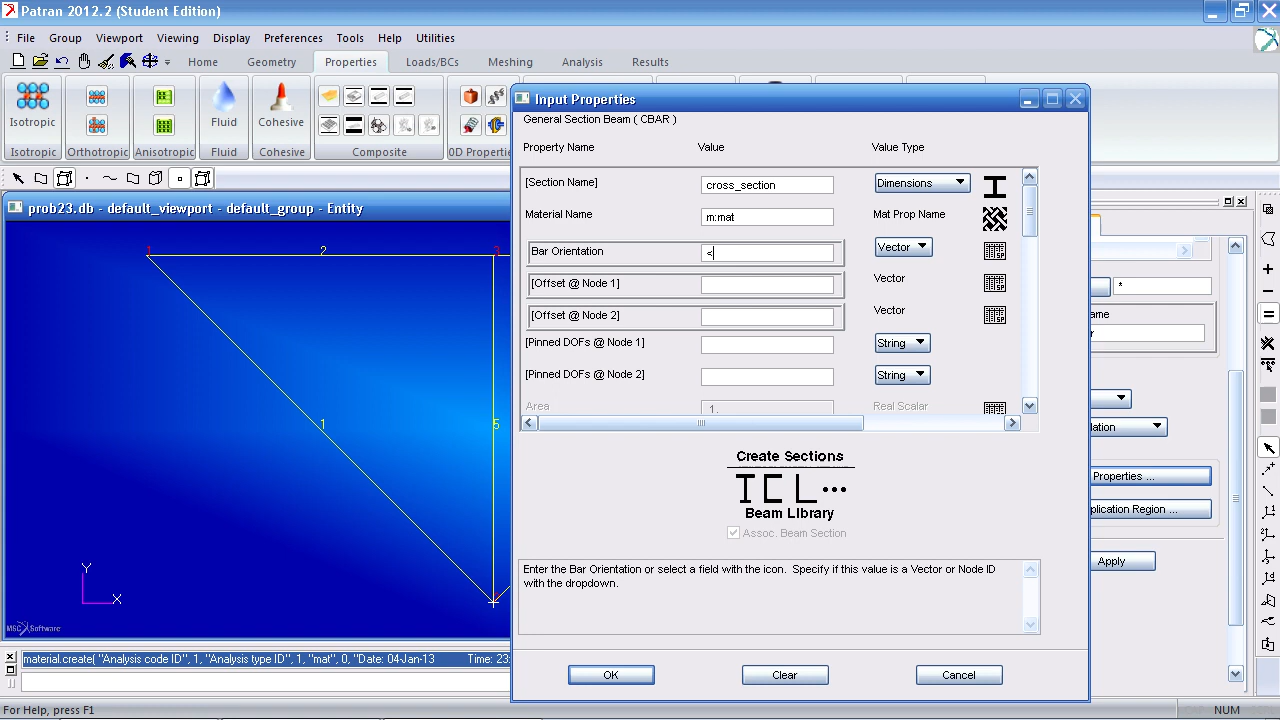 Patran 2012.2 (Student Edition)
File Group Viewport Viewing Display Preferences Tools Help Utilities
Home Geometry Properties Loads/BCs Meshing Analysis Results
Isotropic Fluid Cohesive
Isotropic Orthotropic Anisotropic Fluid Cohesive Composite 0D Properti
prob23.db - default_viewport - default_group - Entity
1 2 3
1 5
Y
X
MSC Software
Input Properties
General Section Beam ( CBAR )
Property Name Value Value Type
[Section Name] cross_section Dimensions
Material Name m:mat Mat Prop Name
Bar Orientation < Vector
[Offset @ Node 1] Vector
[Offset @ Node 2] Vector
[Pinned DOFs @ Node 1] String
[Pinned DOFs @ Node 2] String
Area 1. Real Scalar
Create Sections
Beam Library
Assoc. Beam Section
Enter the Bar Orientation or select a field with the icon. Specify if this value is a Vector or Node ID
with the dropdown.
OK Clear Cancel
*
ame
r
lation
Properties ...
plication Region ...
Apply
material.create( "Analysis code ID", 1, "Analysis type ID", 1, "mat", 0, "Date: 04-Jan-13 Time: 23:
For Help, press F1
NUM